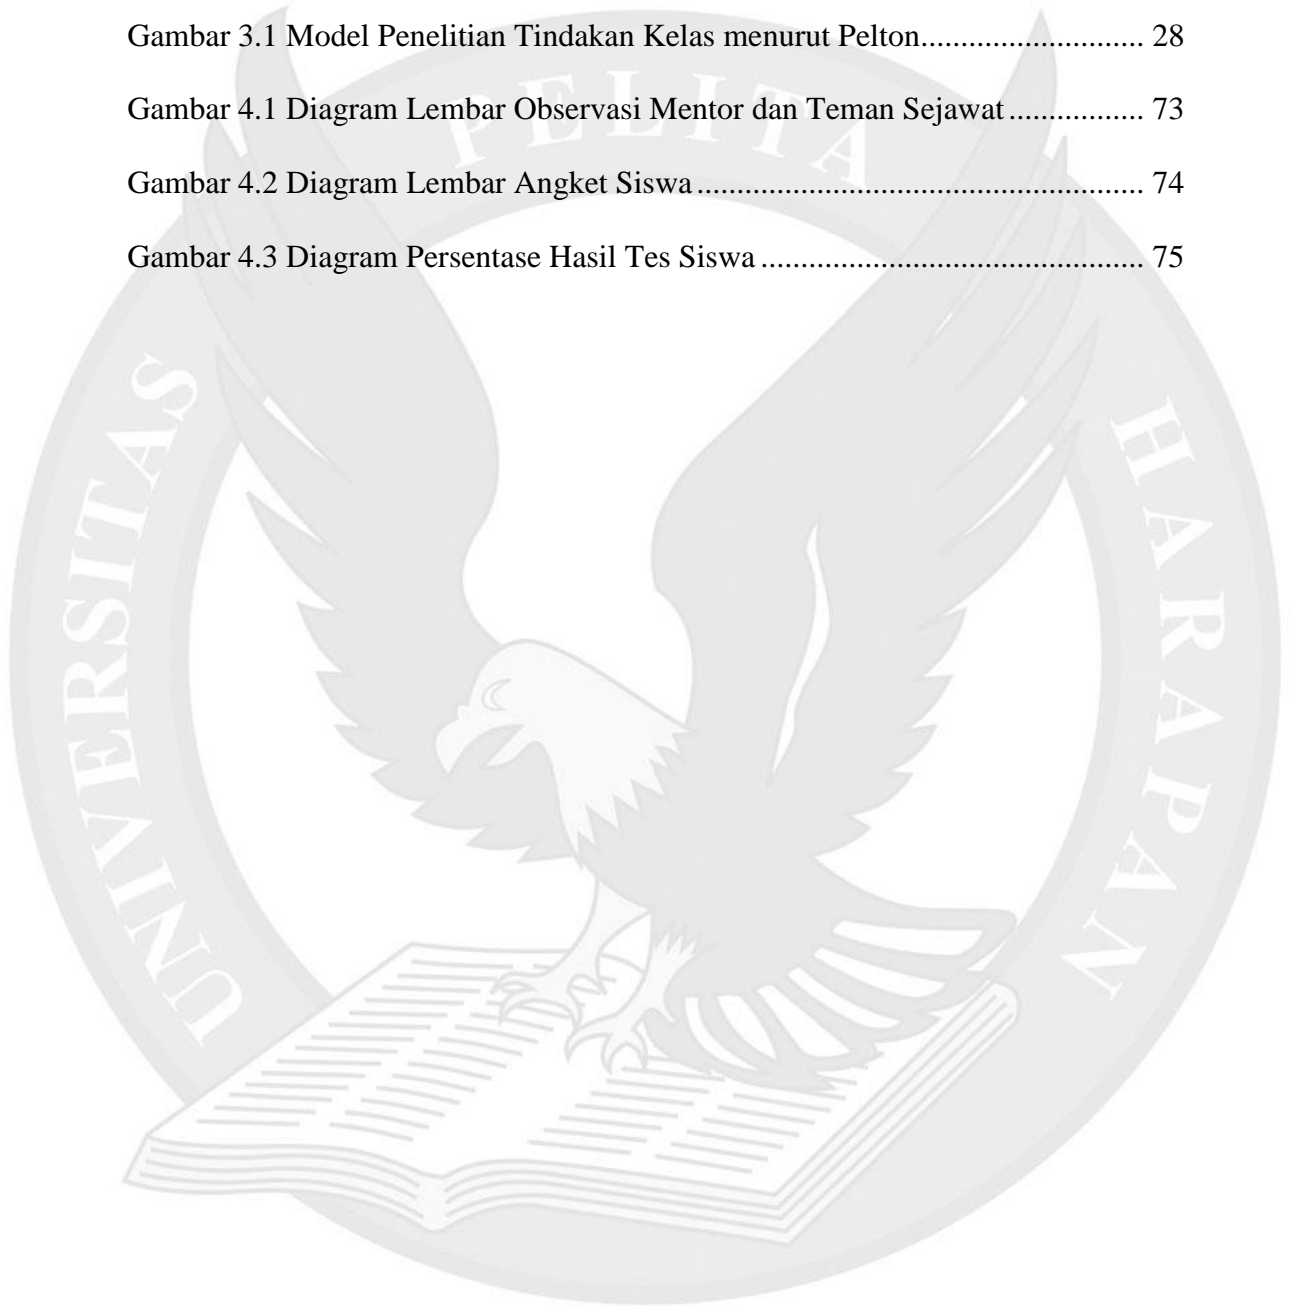 Gambar 3.1 Model Penelitian Tindakan Kelas menurut Pelton............................ 28
Gambar 4.1 Diagram Lembar Observasi Mentor dan Teman Sejawat................. 73
Gambar 4.2 Diagram Lembar Angket Siswa........................................................ 74
Gambar 4.3 Diagram Persentase Hasil Tes Siswa................................................ 75
UNIVERSITAS
PELITA
HARAPAN